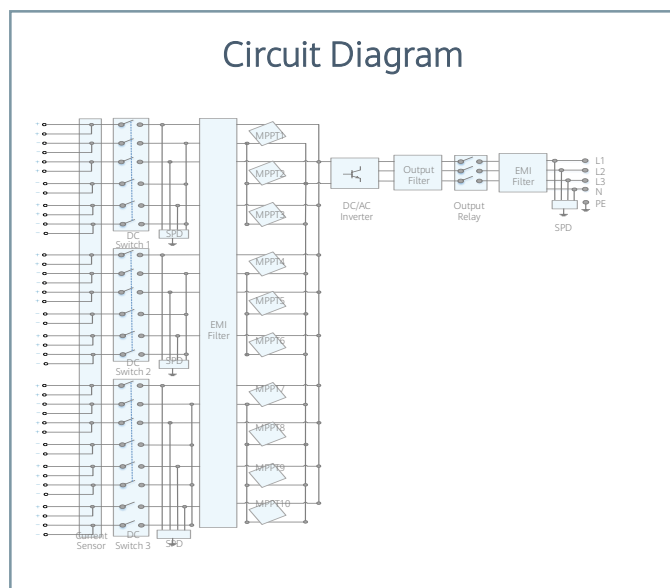 Circuit Diagram
MPPT1
MPPT2
MPPT3
DC
Switch 1
SPD
MPPT4
MPPT5
MPPT6
DC
Switch 2
SPD
EMI
Filter
MPPT7
MPPT8
MPPT9
MPPT10
Current
Sensor
DC
Switch 3
SPD
DC/AC
Inverter
Output
Filter
Output
Relay
EMI
Filter
L1
L2
L3
N
PE
SPD